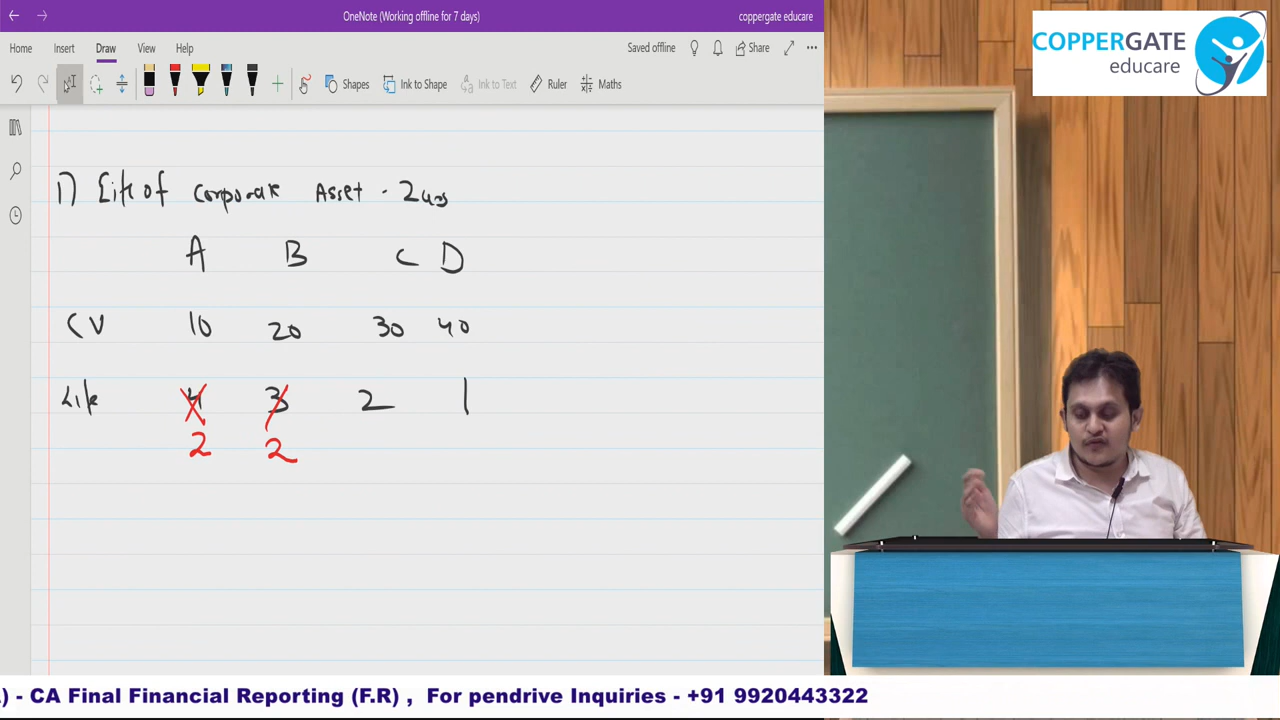 OneNote (Working offline for 7 days)
coppergate educare
Home Insert Draw View Help
Saved offline Share
Shapes Ink to Shape Ink to Text Ruler Maths
COPPERGATE
educare
1) Life of corporate Asset - 2 yrs
A B C D
CV 10 20 30 40
Life 4 3 2 1
2 2
) - CA Final Financial Reporting (F.R) , For pendrive Inquiries - +91 9920443322